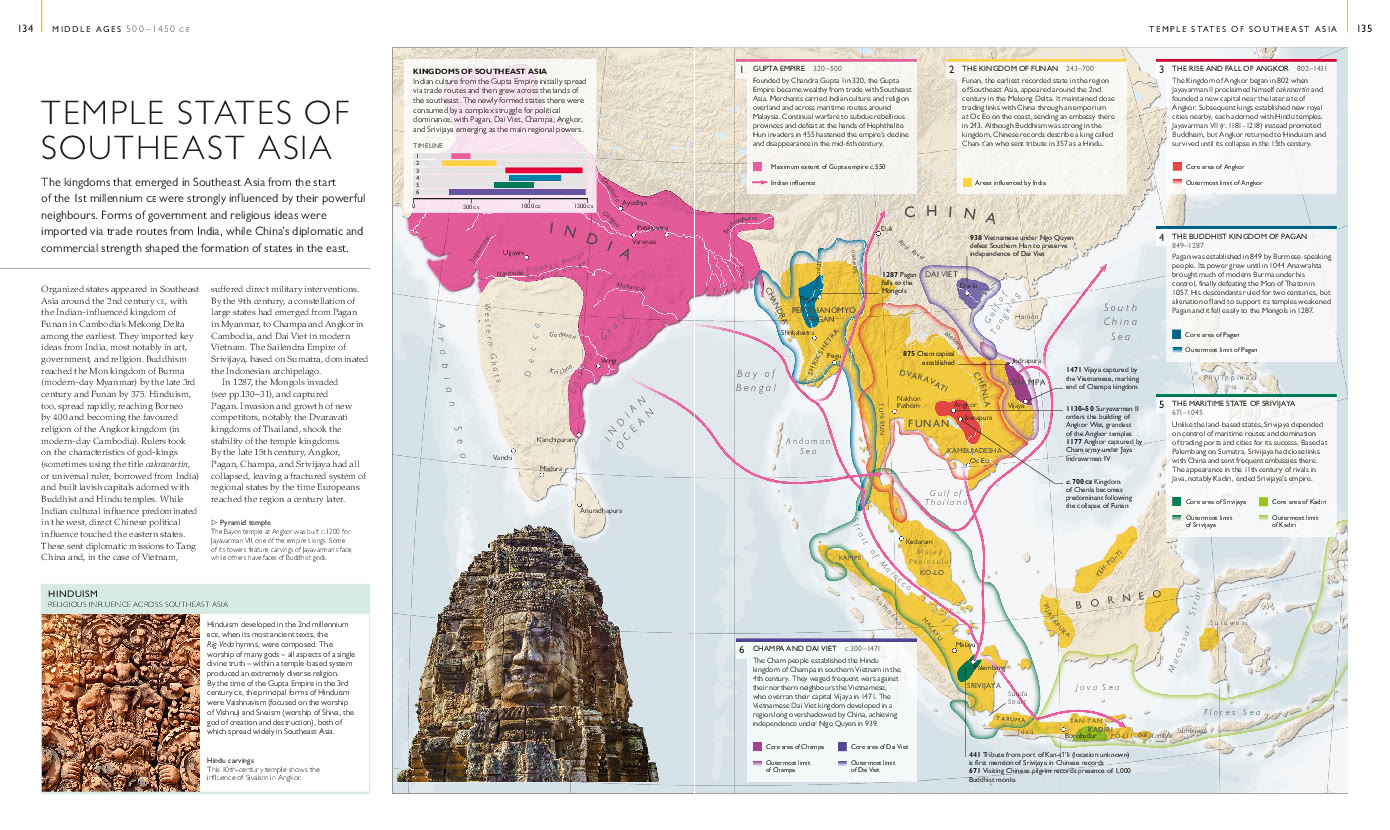 134 MIDDLE AGES 500–1450 CE
TEMPLE STATES OF SOUTHEAST ASIA 135
TEMPLE STATES OF
SOUTHEAST ASIA
The kingdoms that emerged in Southeast Asia from the start
of the 1st millennium CE were strongly influenced by their powerful
neighbours. Forms of government and religious ideas were
imported via trade routes from India, while China's diplomatic and
commercial strength shaped the formation of states in the east.
Organized states appeared in Southeast
Asia around the 2nd century CE, with
the Indian-influenced kingdom of
Funan in Cambodia's Mekong Delta
among the earliest. They imported key
ideas from India, most notably in art,
government, and religion. Buddhism
reached the Mon kingdom of Burma
(modern-day Myanmar) by the late 3rd
century and Funan by 375. Hinduism,
too, spread rapidly, reaching Borneo
by 400 and becoming the favoured
religion of the Angkor kingdom (in
modern-day Cambodia). Rulers took
on the characteristics of god-kings
(sometimes using the title cakravartin,
or universal ruler, borrowed from India)
and built lavish capitals adorned with
Buddhist and Hindu temples. While
Indian cultural influence predominated
in the west, direct Chinese political
influence touched the eastern states.
These sent diplomatic missions to Tang
China and, in the case of Vietnam,
suffered direct military interventions.
By the 9th century, a constellation of
large states had emerged from Pagan
in Myanmar, to Champa and Angkor in
Cambodia, and Dai Viet in modern
Vietnam. The Sailendra Empire of
Srivijaya, based on Sumatra, dominated
the Indonesian archipelago.
In 1287, the Mongols invaded
(see pp.130–31), and captured
Pagan. Invasion and growth of new
competitors, notably the Dvaravati
kingdoms of Thailand, shook the
stability of the temple kingdoms.
By the late 15th century, Angkor,
Pagan, Champa, and Srivijaya had all
collapsed, leaving a fractured system of
regional states by the time Europeans
reached the region a century later.
▷ Pyramid temple
The Bayon temple at Angkor was built c.1200 for
Jayavarman VII, one of the empire's kings. Some
of its towers feature carvings of Jayavarman's face,
while others have faces of Buddhist gods.
HINDUISM
RELIGIOUS INFLUENCE ACROSS SOUTHEAST ASIA
Hinduism developed in the 2nd millennium
BCE, when its most ancient texts, the
Rig-Veda hymns, were composed. The
worship of many gods – all aspects of a single
divine truth – within a temple-based system
produced an extremely diverse religion.
By the time of the Gupta Empire in the 3rd
century CE, the principal forms of Hinduism
were Vaishnavism (focused on the worship
of Vishnu) and Sivaism (worship of Shiva, the
god of creation and destruction), both of
which spread widely in Southeast Asia.
Hindu carvings
This 10th-century temple shows the
influence of Sivaism in Angkor.
KINGDOMS OF SOUTHEAST ASIA
Indian culture from the Gupta Empire initially spread
via trade routes and then grew across the lands of
the southeast. The newly formed states there were
consumed by a complex struggle for political
dominance, with Pagan, Dai Viet, Champa, Angkor,
and Srivijaya emerging as the main regional powers.
TIMELINE
1
2
3
4
5
6
0 500 CE 1000 CE 1500 CE
1 GUPTA EMPIRE 320–500
Founded by Chandra Gupta I in 320, the Gupta
Empire became wealthy from trade with Southeast
Asia. Merchants carried Indian culture and religion
overland and across maritime routes around
Malaysia. Continual warfare to subdue rebellious
provinces and defeat at the hands of Hephthalite
Hun invaders in 455 hastened the empire's decline
and disappearance in the mid-6th century.
Maximum extent of Gupta empire c.550
Indian influence
2 THE KINGDOM OF FUNAN 243–700
Funan, the earliest recorded state in the region
of Southeast Asia, appeared around the 2nd
century in the Mekong Delta. It maintained close
trading links with China through an emporium
at Oc Eo on the coast, sending an embassy there
in 243. Although Buddhism was strong in the
kingdom, Chinese records describe a king called
Chan-t'an who sent tribute in 357 as a Hindu.
Areas influenced by India
3 THE RISE AND FALL OF ANGKOR 802–1431
The Kingdom of Angkor began in 802 when
Jayavarman II proclaimed himself cakravartin and
founded a new capital near the later site of
Angkor. Subsequent kings established new royal
cities nearby, each adorned with Hindu temples.
Jayavarman VII (r. 1181–1218) instead promoted
Buddhism, but Angkor returned to Hinduism and
survived until its collapse in the 15th century.
Core area of Angkor
Outermost limit of Angkor
4 THE BUDDHIST KINGDOM OF PAGAN
849–1287
Pagan was founded in 849 by Burmese-speaking
people. Its power grew until in 1044 Anawrahta
brought much of modern Burma under his
control, finally defeating the Mon of Thaton in
1057. His descendants ruled for two centuries, but
alienation of land to support its temples weakened
Pagan and it fell easily to the Mongols in 1287.
Core area of Pagan
Outermost limit of Pagan
5 THE MARITIME STATE OF SRIVIJAYA
671–1045
Unlike the land-based states, Srivijaya depended
on control of maritime routes and domination
of trading ports and cities for its success. Based at
Palembang on Sumatra, Srivijaya had close links
with China and sent frequent embassies there.
The appearance in the 11th century of rivals in
Java, notably Kadiri, ended Srivijaya's empire.
Core area of Srivijaya
Core area of Kadiri
Outermost limit
of Srivijaya
Outermost limit
of Kadiri
6 CHAMPA AND DAI VIET c.300–1471
The Cham people established the Hindu
kingdom of Champa in southern Vietnam in the
4th century. They waged frequent wars against
their northern neighbours the Vietnamese,
who overran their capital Vijaya in 1471. The
Vietnamese Dai Viet kingdom developed in a
region long overshadowed by China, achieving
independence under Ngo Quyen in 939.
Core area of Champa
Core area of Dai Viet
Outermost limit
of Champa
Outermost limit
of Dai Viet
938 Vietnamese under Ngo Quyen
defeat Southern Han to preserve
independence of Dai Viet
1287 Pagan
falls to the
Mongols
875 Cham capital
established
1471 Vijaya captured by
the Vietnamese, marking
end of Champa kingdom
1130–50 Suryavarman II
orders the building of
Angkor Wat, grandest
of the Angkor temples
1177 Angkor captured by
Cham army under Jaya
Indravarman IV
c.700 CE Kingdom
of Chenla becomes
predominant following
the collapse of Funan
441 Tribute from port of Kan-t'i'li (location unknown)
is first mention of Srivijaya in Chinese records
671 Visiting Chinese pilgrim records presence of 1,000
Buddhist monks
INDIA
CHINA
Ayodhya
Pataliputra
Varanasi
Ujjaini
Narmada
Vindhya Range
Mahanadi
Brahmaputra
Ganges
Western Ghats
Deccan
Godavari
Krishna
Vengi
Kanchipuram
Vanchi
Madura
Anuradhapura
Arabian Sea
INDIAN
OCEAN
Bay of
Bengal
Andaman
Sea
Dali
Red River
DAI VIET
Gulf of
Tongking
Hainan
South
China
Sea
Philippines
CHANDRA
Shrikshetra
SHRIKSHETRA
Pegu
DVARAVATI
Mekong
CHENLA
Indrapura
CHAMPA
Vijaya
Nakhon
Pathom
Angkor
FUNAN
KAMBUJADESHA
Oc Eo
TUN-SUN
Gulf of
Thailand
Kedaram
Malay
Peninsula
KO-LO
KAMPE
Strait of Malacca
Sumatra
MALAYU
Malayu
Palembang
SRIVIJAYA
Sunda
Strait
TARUMA
Java
TAN-TAN
KADIRI
Borobodur
PO-LI
Bali
Lombok
Sumbawa
Java Sea
Flores Sea
YEH-PO-TI
BORNEO
VIJAYAPURA
Macassar Strait
Sulawesi